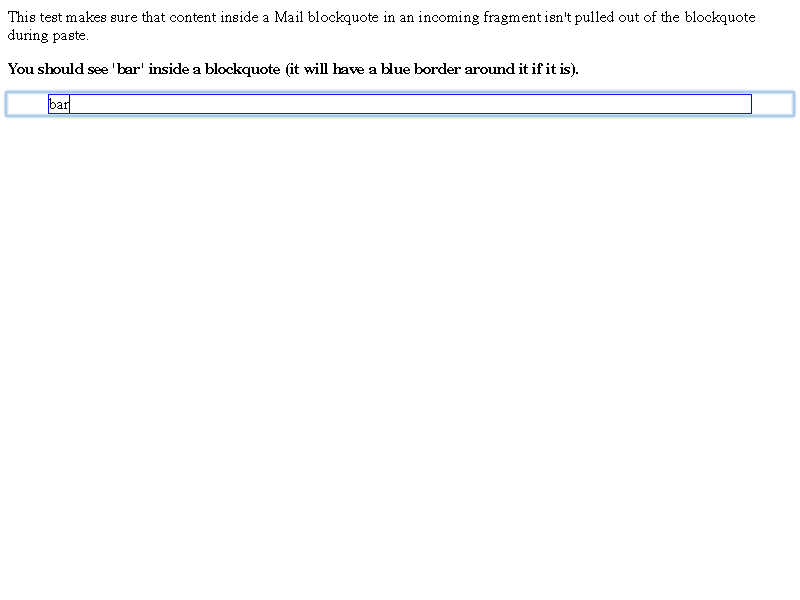 This test makes sure that content inside a Mail blockquote in an incoming fragment isn't pulled out of the blockquote
during paste.
You should see 'bar' inside a blockquote (it will have a blue border around it if it is).
bar